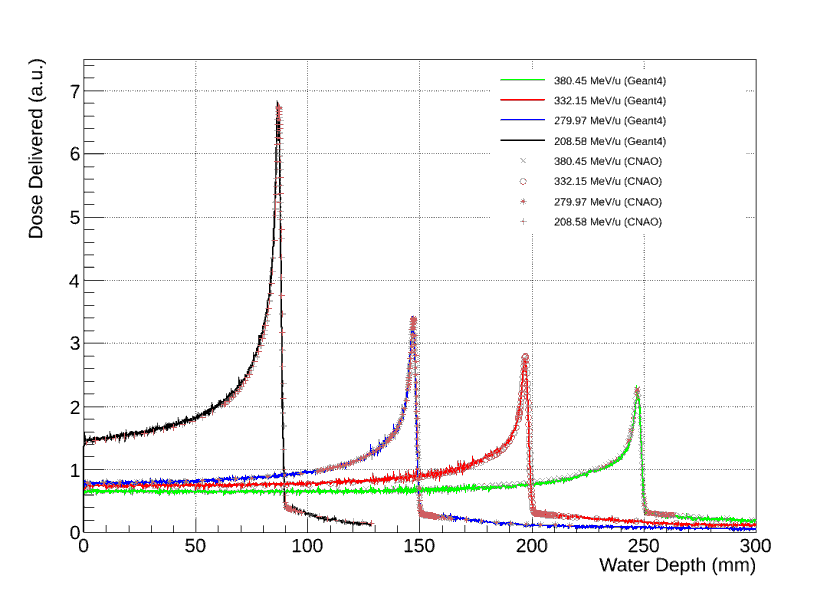 Dose Delivered (a.u.)
7
6
5
4
3
2
1
0
380.45 MeV/u (Geant4)
332.15 MeV/u (Geant4)
279.97 MeV/u (Geant4)
208.58 MeV/u (Geant4)
380.45 MeV/u (CNAO)
332.15 MeV/u (CNAO)
279.97 MeV/u (CNAO)
208.58 MeV/u (CNAO)
0 50 100 150 200 250 300
Water Depth (mm)